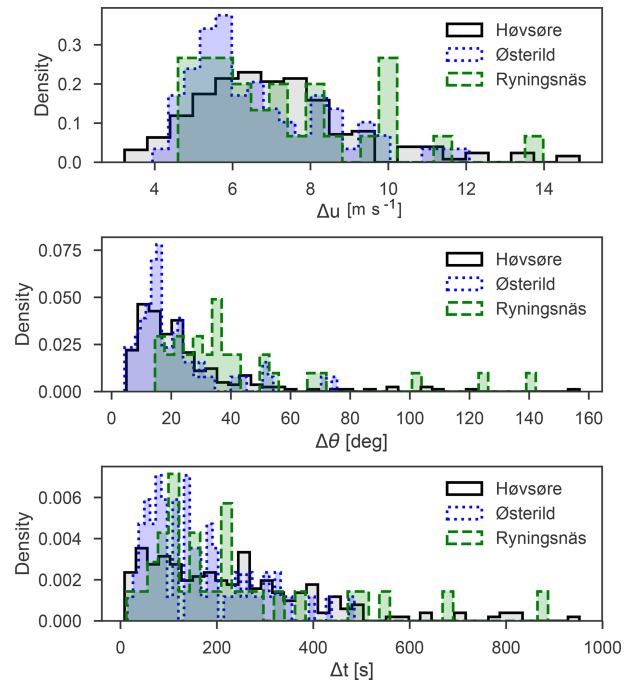 Density
0.3
0.2
0.1
0.0
Høvsøre
Østerild
Ryningsnäs
4 6 8 10 12 14
Δu [m s⁻¹]
Density
0.075
0.050
0.025
0.000
Høvsøre
Østerild
Ryningsnäs
0 20 40 60 80 100 120 140 160
Δθ [deg]
Density
0.006
0.004
0.002
0.000
Høvsøre
Østerild
Ryningsnäs
0 200 400 600 800 1000
Δt [s]